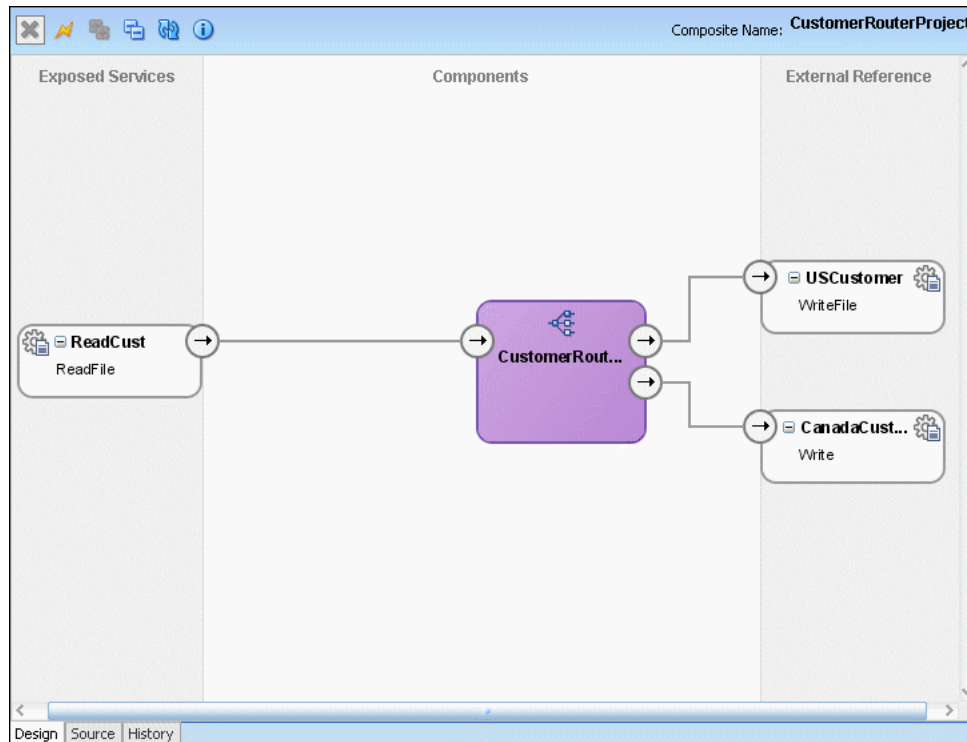 Composite Name: CustomerRouterProject
Exposed Services
Components
External Reference
USCustomer
WriteFile
ReadCust
ReadFile
CustomerRout...
CanadaCust...
Write
Design Source History